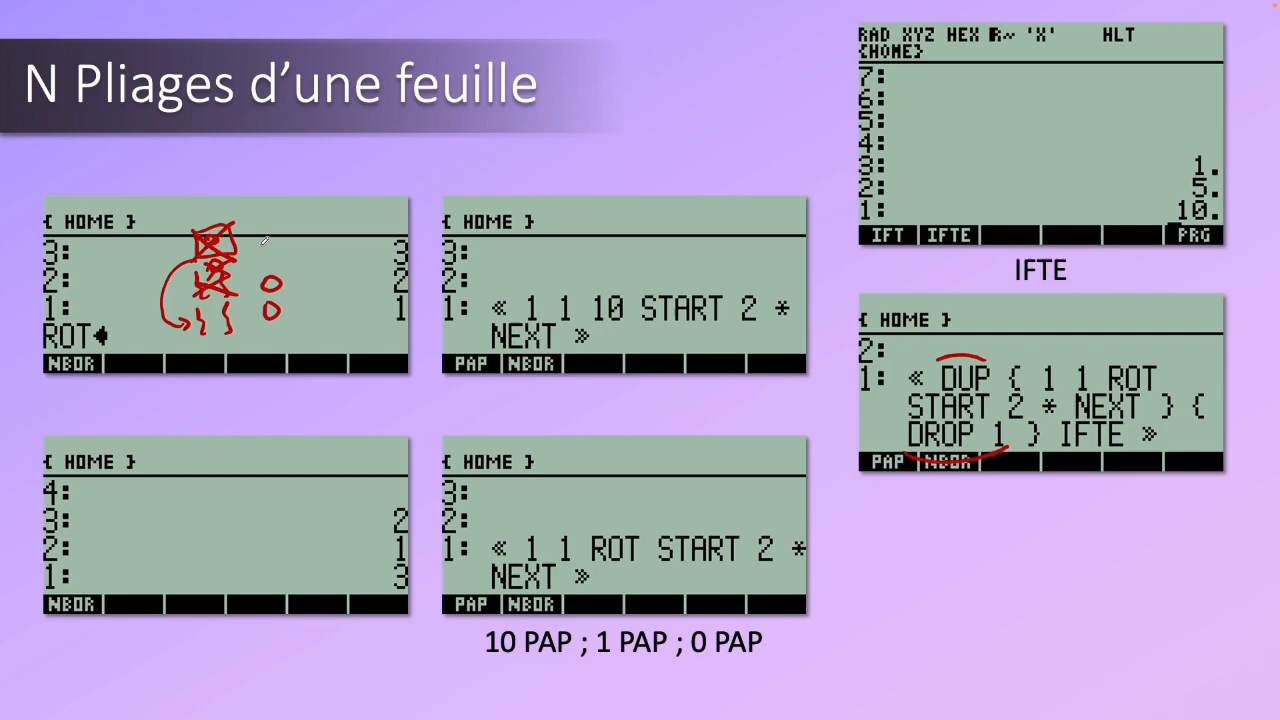 N Pliages d’une feuille
{ HOME }
3: 3
2: 2
1: 1
ROT
NBOR
{ HOME }
3:
2:
1: « 1 1 10 START 2 *
NEXT »
PAP NBOR
{ HOME }
4:
3: 2
2: 1
1: 3
NBOR
{ HOME }
3:
2:
1: « 1 1 ROT START 2 *
NEXT »
PAP NBOR
10 PAP ; 1 PAP ; 0 PAP
RAD XYZ HEX R~ 'X' HLT
{HOME}
7:
6:
5:
4:
3: 1.
2: 5.
1: 10.
IFT IFTE PRG
IFTE
{ HOME }
2:
1: « DUP { 1 1 ROT
START 2 * NEXT } {
DROP 1 } IFTE »
PAP NBOR